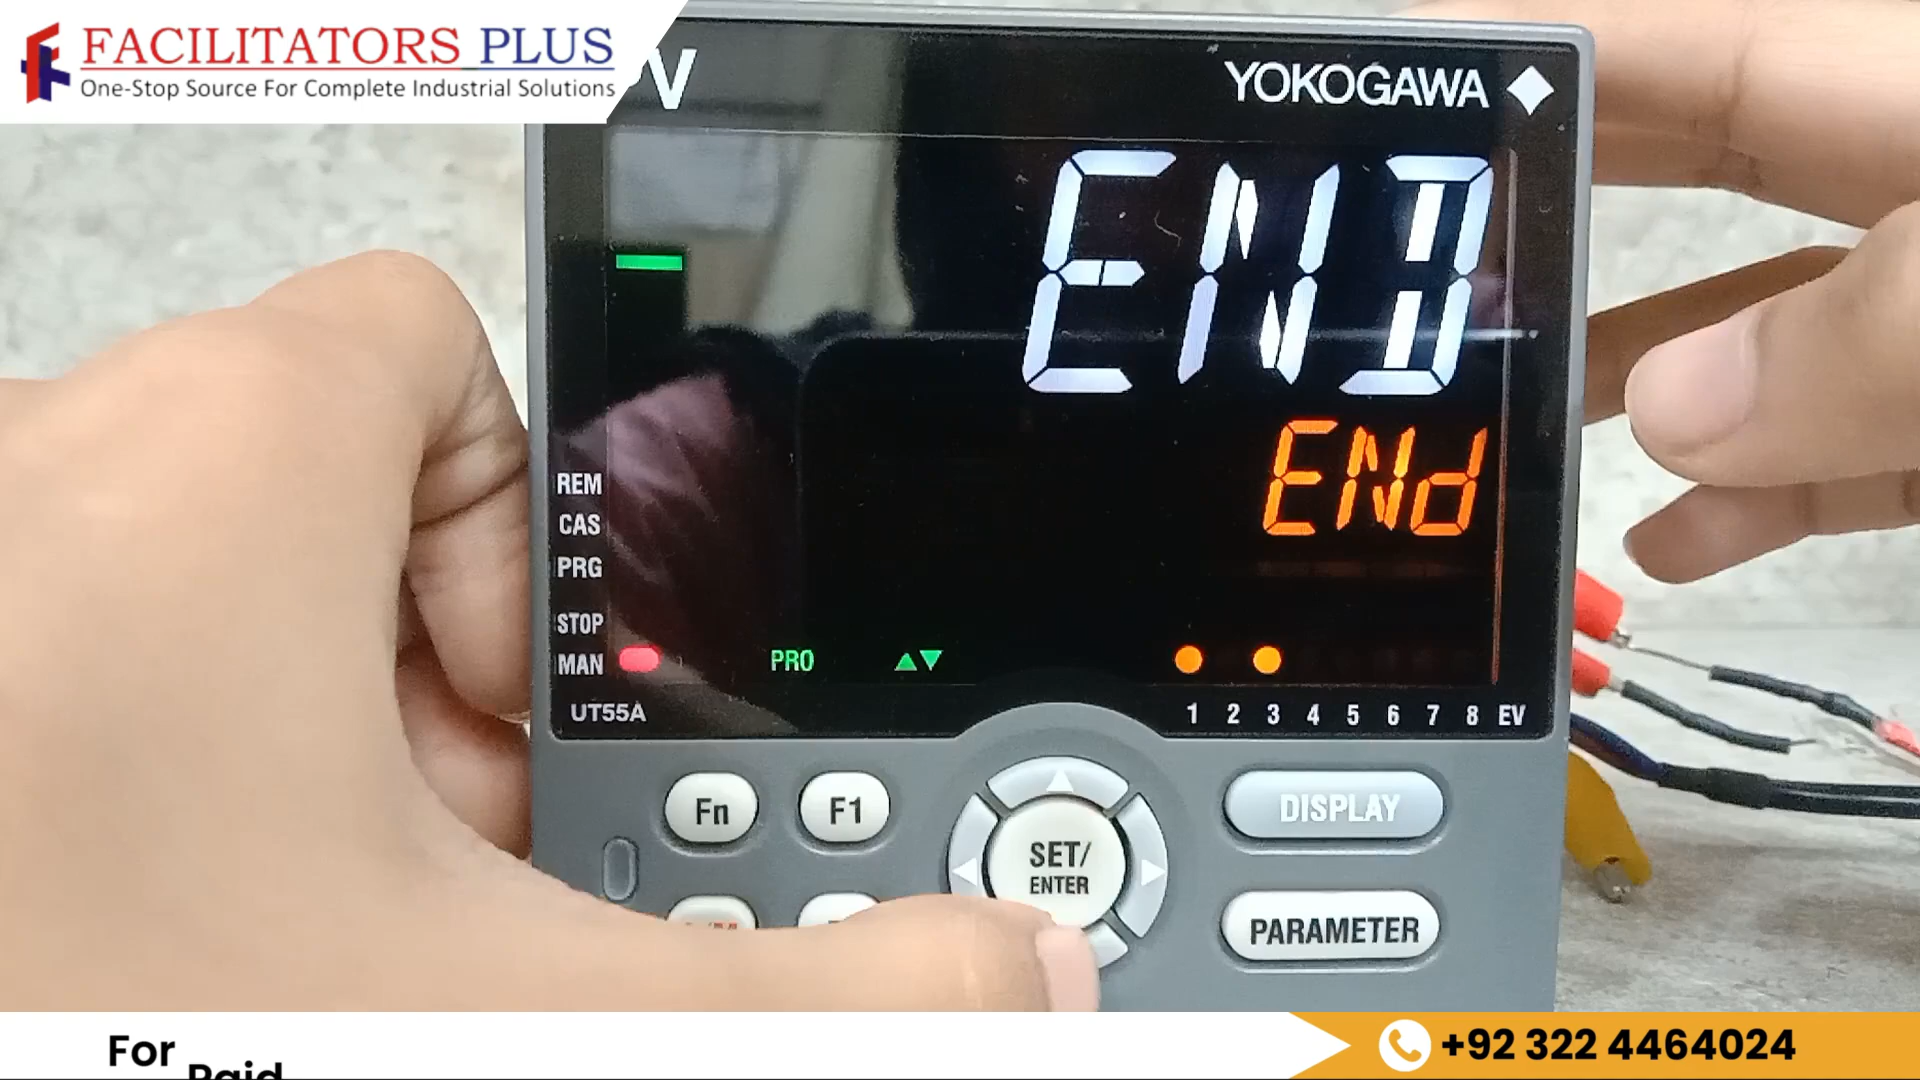 FACILITATORS PLUS
One-Stop Source For Complete Industrial Solutions
PV
YOKOGAWA
END
ENd
REM
CAS
PRG
STOP
MAN
PRO
UT55A
1 2 3 4 5 6 7 8 EV
Fn
F1
DISPLAY
SET/
ENTER
PARAMETER
For
Paid
+92 322 4464024